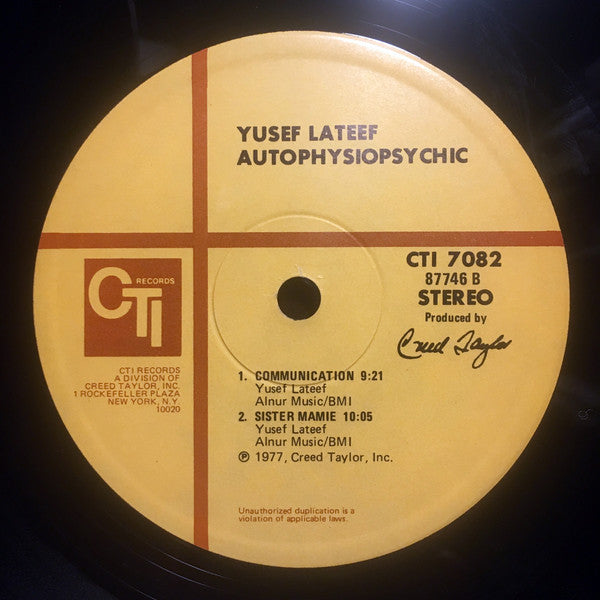 YUSEF LATEEF
AUTOPHYSIOPSYCHIC
CTI 7082
87746 B
STEREO
Produced by
Creed Taylor
CTI
RECORDS
CTI RECORDS
A DIVISION OF
CREED TAYLOR, INC.
1 ROCKEFELLER PLAZA
NEW YORK, N.Y.
10020
1. COMMUNICATION 9:21
Yusef Lateef
Alnur Music/BMI
2. SISTER MAMIE 10:05
Yusef Lateef
Alnur Music/BMI
℗ 1977, Creed Taylor, Inc.
Unauthorized duplication is a
violation of applicable laws.